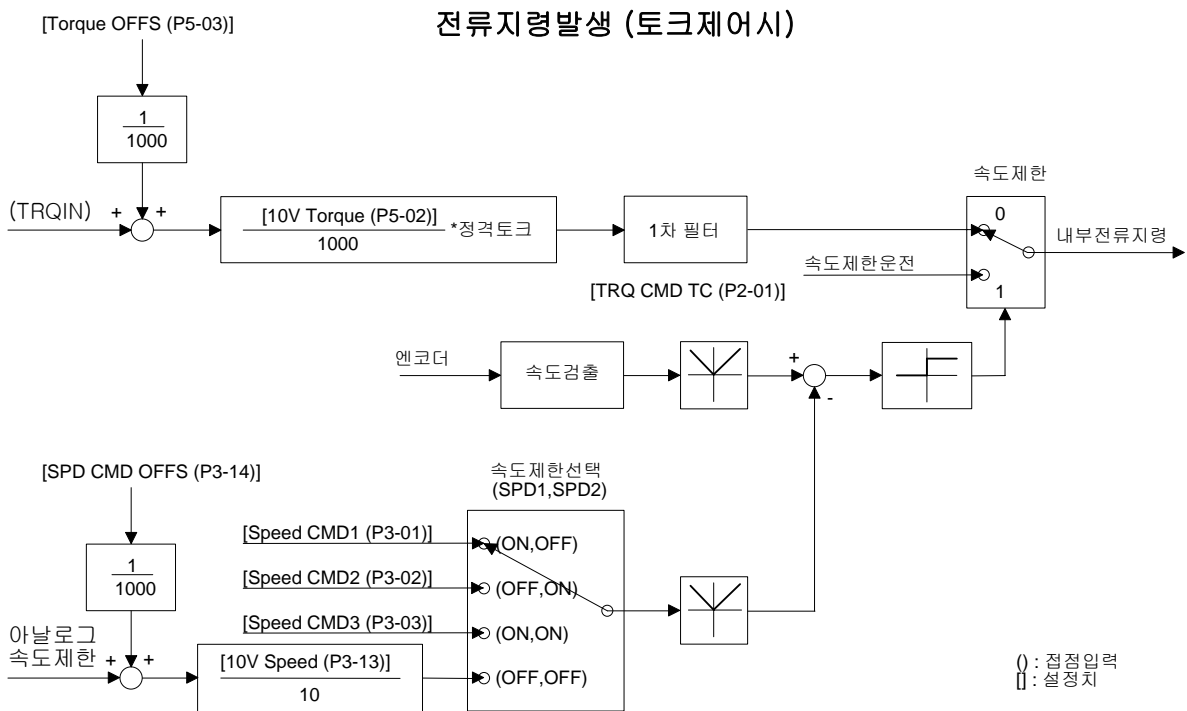 전류지령발생 (토크제어시)
[Torque OFFS (P5-03)]
1
1000
(TRQIN)
+
+
[10V Torque (P5-02)]
1000
*정격토크
1차 필터
[TRQ CMD TC (P2-01)]
속도제한
0
1
속도제한운전
내부전류지령
엔코더
속도검출
+
-
[SPD CMD OFFS (P3-14)]
1
1000
아날로그
속도제한
+
+
[10V Speed (P3-13)]
10
속도제한선택
(SPD1,SPD2)
[Speed CMD1 (P3-01)]
(ON,OFF)
[Speed CMD2 (P3-02)]
(OFF,ON)
[Speed CMD3 (P3-03)]
(ON,ON)
(OFF,OFF)
() : 접점입력
[] : 설정치